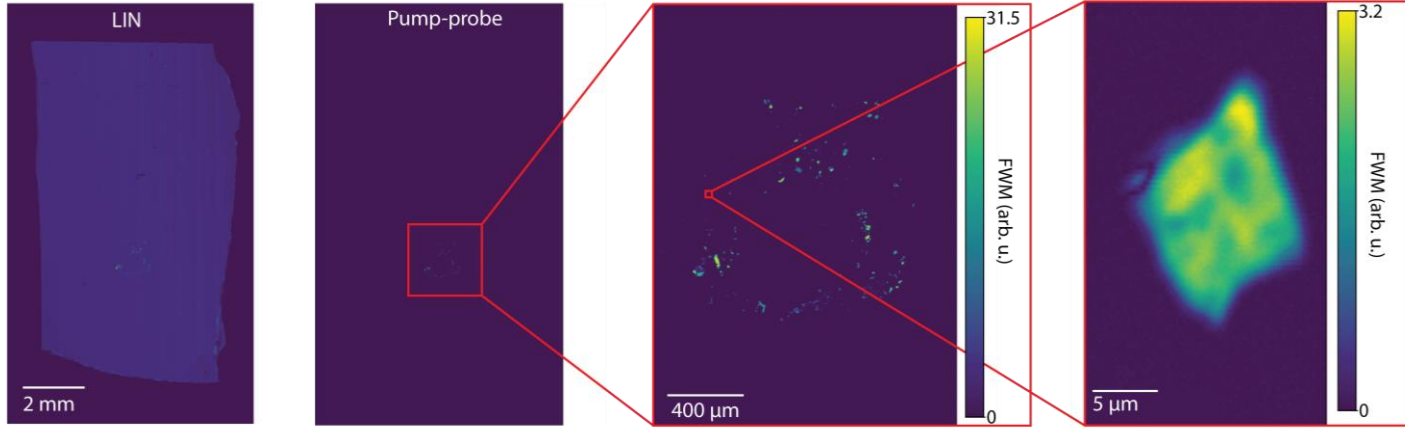 LIN
2 mm
Pump-probe
400 μm
31.5
FWM (arb. u.)
0
5 μm
3.2
FWM (arb. u.)
0